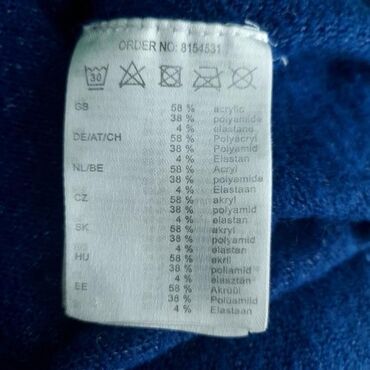 ORDER NO: 8154531
30
GB 58 % acrylic
38 % polyamide
4 % elastane
DE/AT/CH 58 % Polyacryl
38 % Polyamid
4 % Elastan
NL/BE 58 % Acryl
38 % polyamide
4 % Elastaan
CZ 58 % akryl
38 % polyamid
4 % elastan
SK 58 % akryl
38 % polyamid
4 % elastan
HU 58 % akril
38 % poliamid
4 % elasztán
EE 58 % Akrüül
38 % Polüamiid
4 % Elastaan